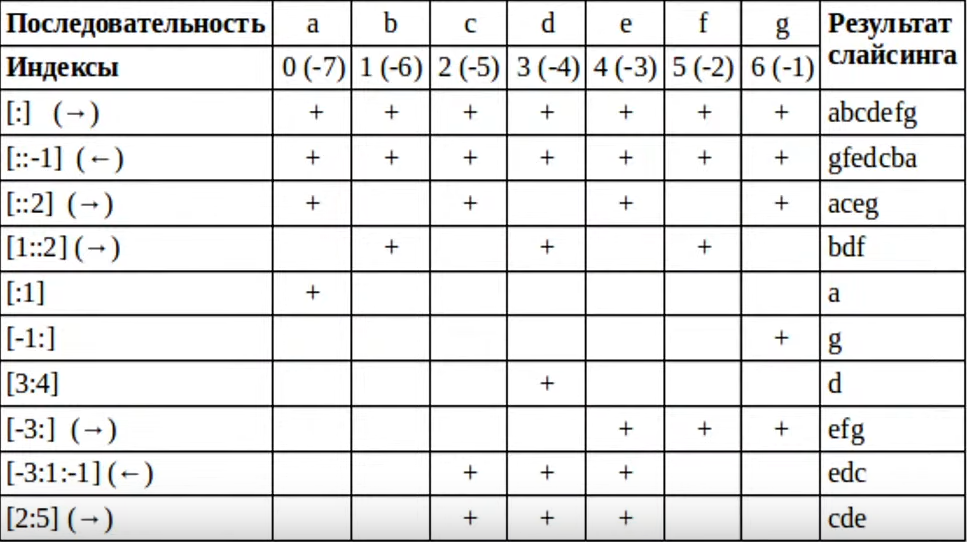 Последовательность a b c d e f g Результат слайсинга
Индексы 0 (-7) 1 (-6) 2 (-5) 3 (-4) 4 (-3) 5 (-2) 6 (-1)
[:] (→) + + + + + + + abcdefg
[::-1] (←) + + + + + + + gfedcba
[::2] (→) + + + + aceg
[1::2] (→) + + + bdf
[:1] + a
[-1:] + g
[3:4] + d
[-3:] (→) + + + efg
[-3:1:-1] (←) + + + edc
[2:5] (→) + + + cde